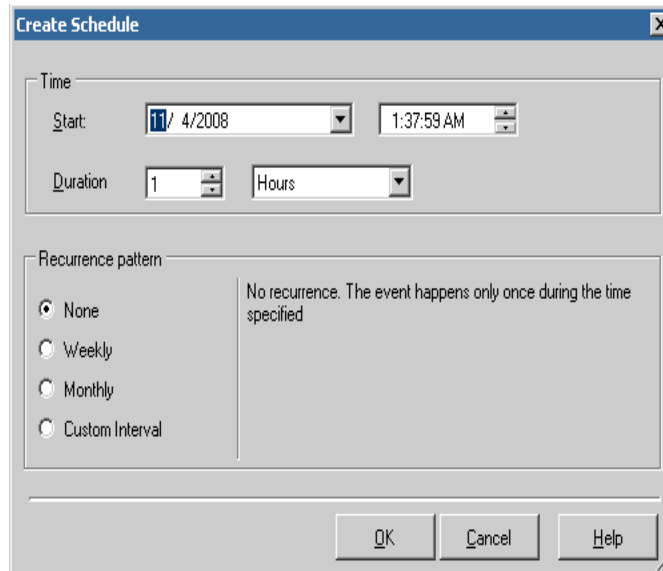 Create Schedule
Time
Start:
11/ 4/2008
1:37:59 AM
Duration
1
Hours
Recurrence pattern
None
Weekly
Monthly
Custom Interval
No recurrence. The event happens only once during the time
specified
OK
Cancel
Help